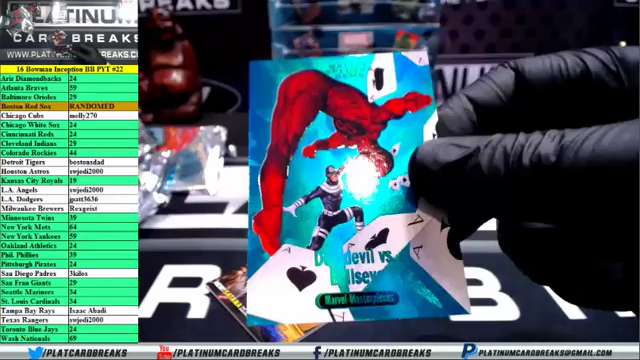 PLATINUM
CARD BREAKS
WWW.PLATINUMCARDBREAKS.
16 Bowman Inception BB PYT #22
Ariz Diamondbacks 24
Atlanta Braves 59
Baltimore Orioles 29
Boston Red Sox RANDOMED
Chicago Cubs melly270
Chicago White Sox 24
Cincinnati Reds 24
Cleveland Indians 29
Colorado Rockies 44
Detroit Tigers bostonsdad
Houston Astros swjedi2000
Kansas City Royals 19
L.A. Angels swjedi2000
L.A. Dodgers jpatt3636
Milwaukee Brewers Rexgeist
Minnesota Twins 39
New York Mets 64
New York Yankees 59
Oakland Athletics 24
Phil. Phillies 39
Pittsburgh Pirates 24
San Diego Padres 3kilos
San Fran Giants 29
Seattle Mariners 34
St. Louis Cardinals 34
Tampa Bay Rays Isaac Abadi
Texas Rangers swjedi2000
Toronto Blue Jays 24
Wash Nationals 69
Daredevil vs.
Bullseye
Marvel Masterpieces
/PLATCARDBREAKS
YouTube /PLATINUMCARDBREAKS
/PLATINUMCARDBREAKS
PLATINUMCARDBREAKS@GMAIL.COM